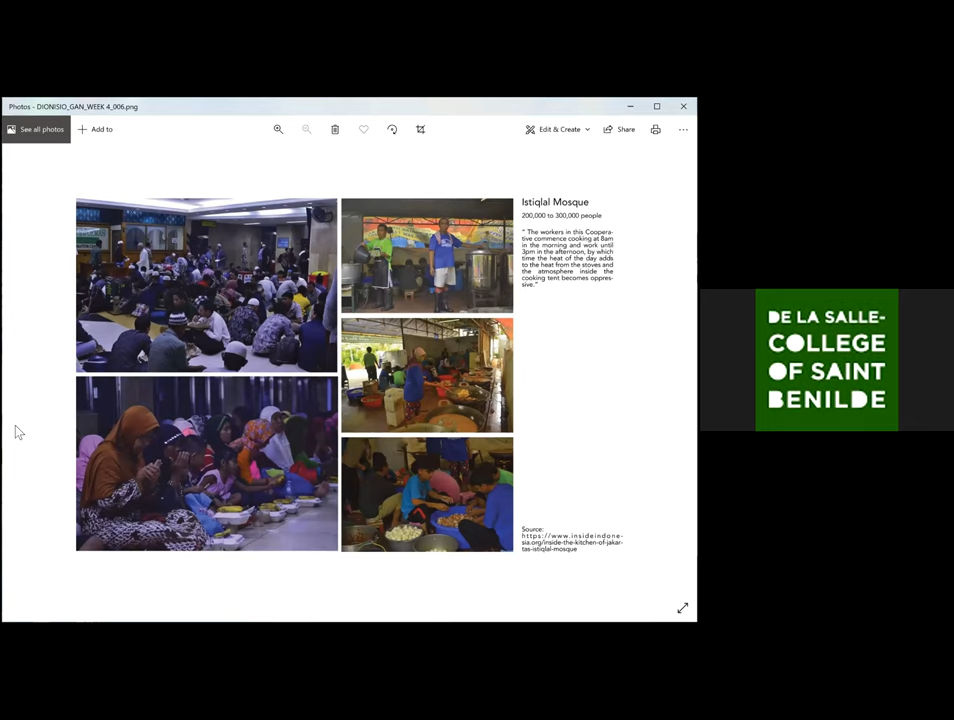 Photos - DIONISIO_GAN_WEEK 4_006.png
See all photos
Add to
Edit & Create
Share
Istiqlal Mosque
200,000 to 300,000 people
" The workers in this Coopera-
tive commence cooking at 8am
in the morning and work until
3pm in the afternoon, by which
time the heat of the day adds
to the heat from the stoves and
the atmosphere inside the
cooking tent becomes oppres-
sive."
Source:
https://www.insideindone-
sia.org/inside-the-kitchen-of-jakar-
tas-istiqlal-mosque
DE LA SALLE-
COLLEGE
OF SAINT
BENILDE